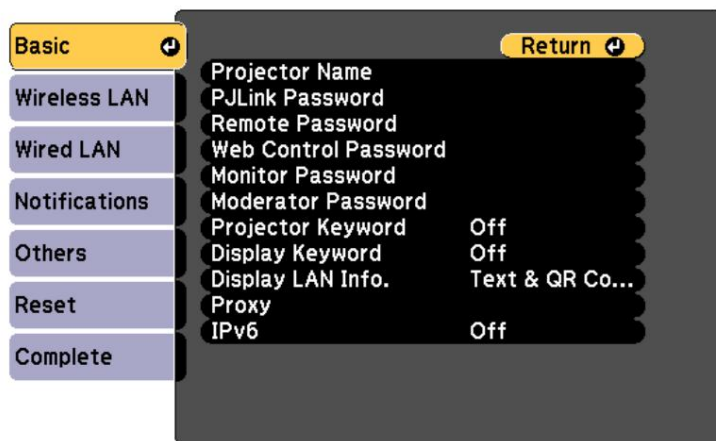 Basic
Wireless LAN
Wired LAN
Notifications
Others
Reset
Complete
Return
Projector Name
PJLink Password
Remote Password
Web Control Password
Monitor Password
Moderator Password
Projector Keyword Off
Display Keyword Off
Display LAN Info. Text & QR Co...
Proxy
IPv6 Off